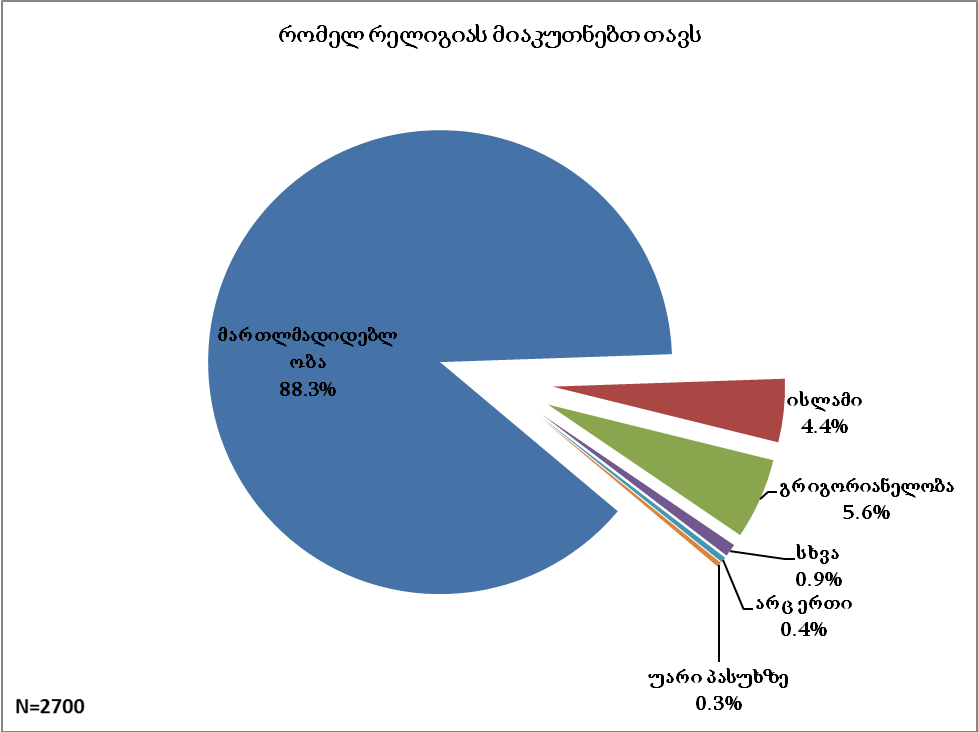 რომელ რელიგიას მიაკუთნებთ თავს
მართლმადიდებლ
ობა
88.3%
ისლამი
4.4%
გრიგორიანელობა
5.6%
სხვა
0.9%
არც ერთი
0.4%
უარი პასუხზე
0.3%
N=2700